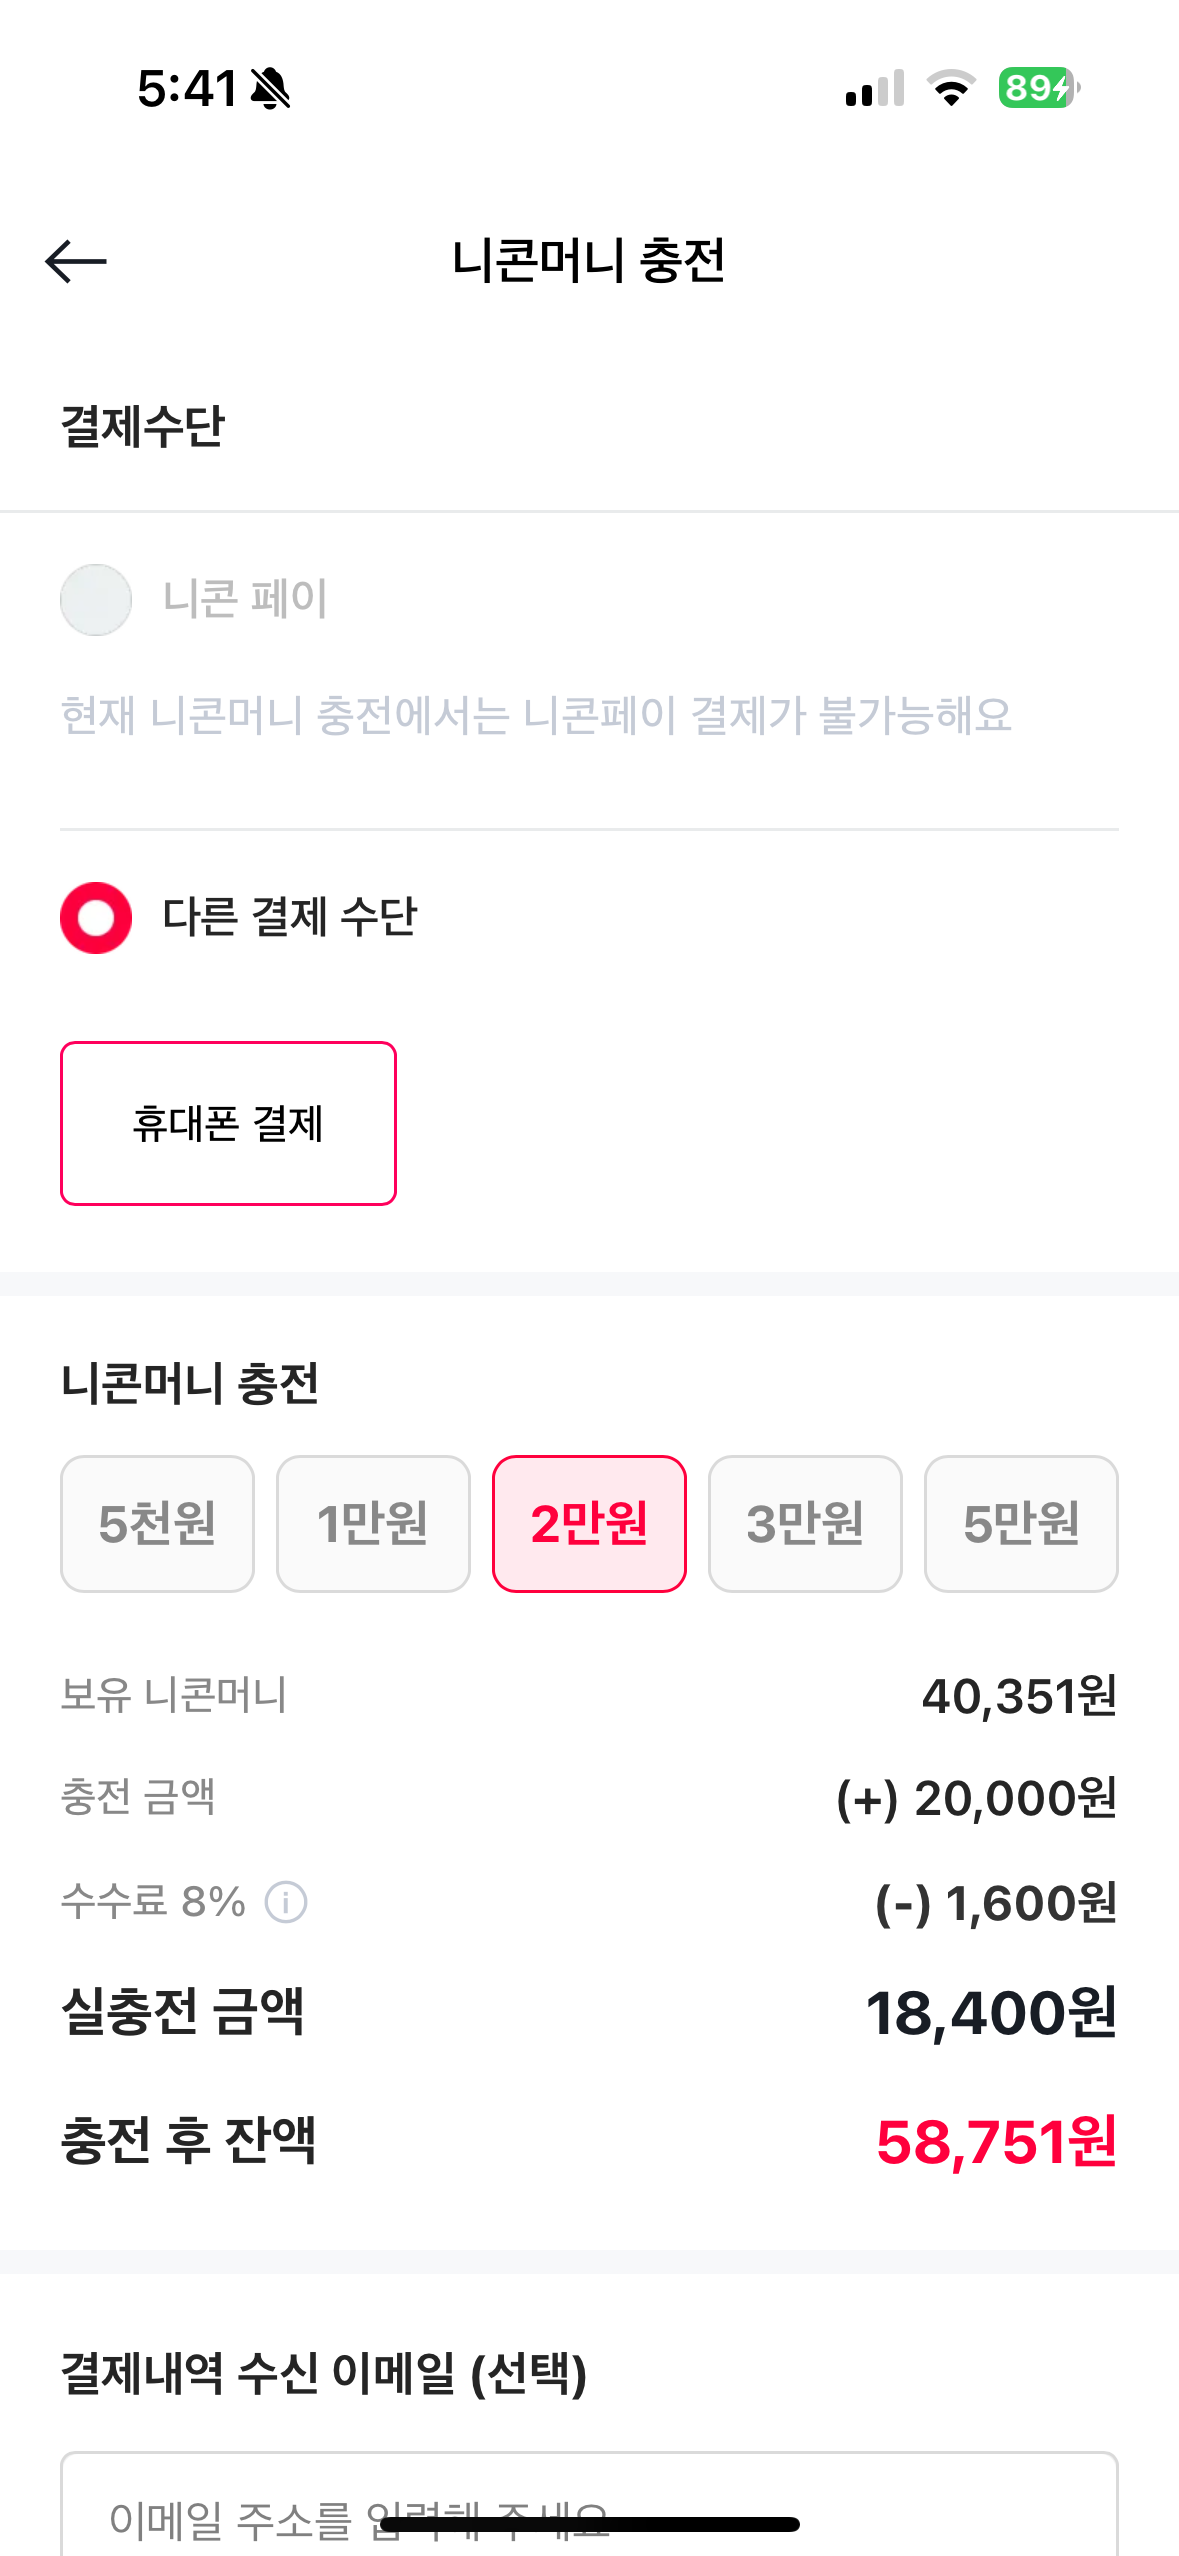 5:41
89
니콘머니 충전
결제수단
니콘 페이
현재 니콘머니 충전에서는 니콘페이 결제가 불가능해요
다른 결제 수단
휴대폰 결제
니콘머니 충전
5천원 1만원 2만원 3만원 5만원
보유 니콘머니 40,351원
충전 금액 (+) 20,000원
수수료 8% i (-) 1,600원
실충전 금액 18,400원
충전 후 잔액 58,751원
결제내역 수신 이메일 (선택)
이메일 주소를 입력해 주세요